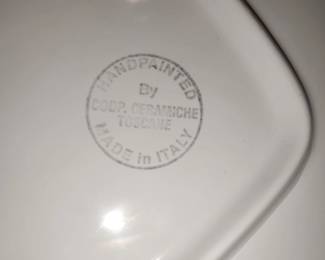 HANDPAINTED
By
COOP. CERAMICHE
TOSCANE
MADE in ITALY